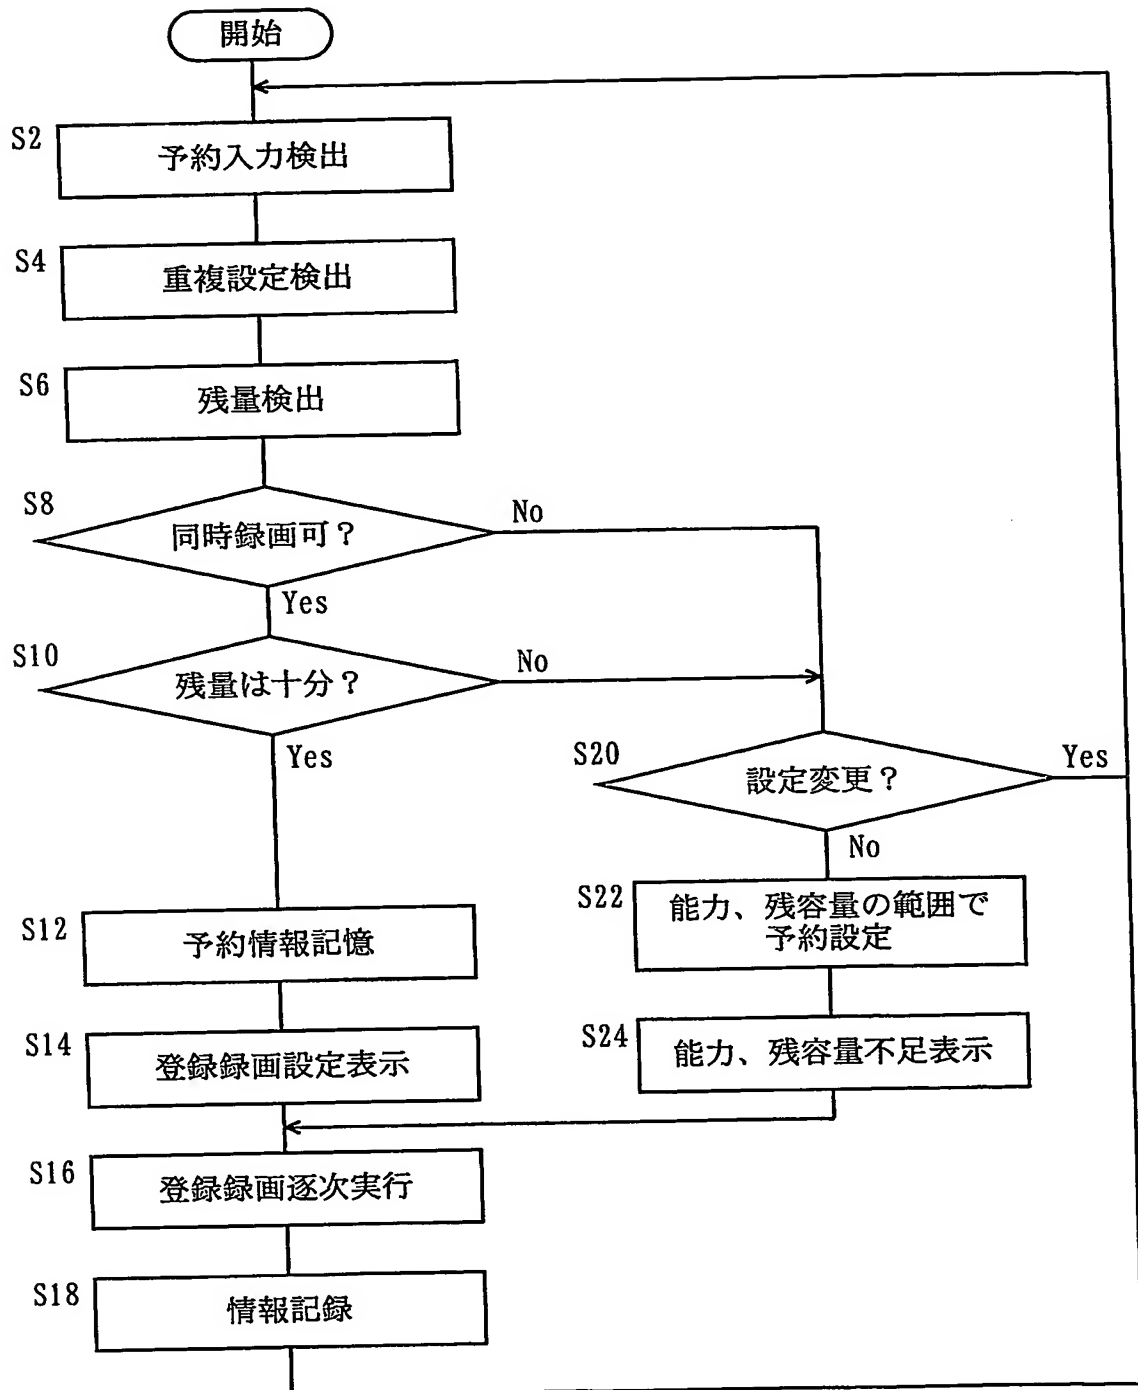 開始
S2
予約入力検出
S4
重複設定検出
S6
残量検出
S8
同時録画可？
No
Yes
S10
残量は十分？
No
Yes
S20
設定変更？
Yes
No
S22
能力、残容量の範囲で
予約設定
S12
予約情報記憶
S24
能力、残容量不足表示
S14
登録録画設定表示
S16
登録録画逐次実行
S18
情報記録